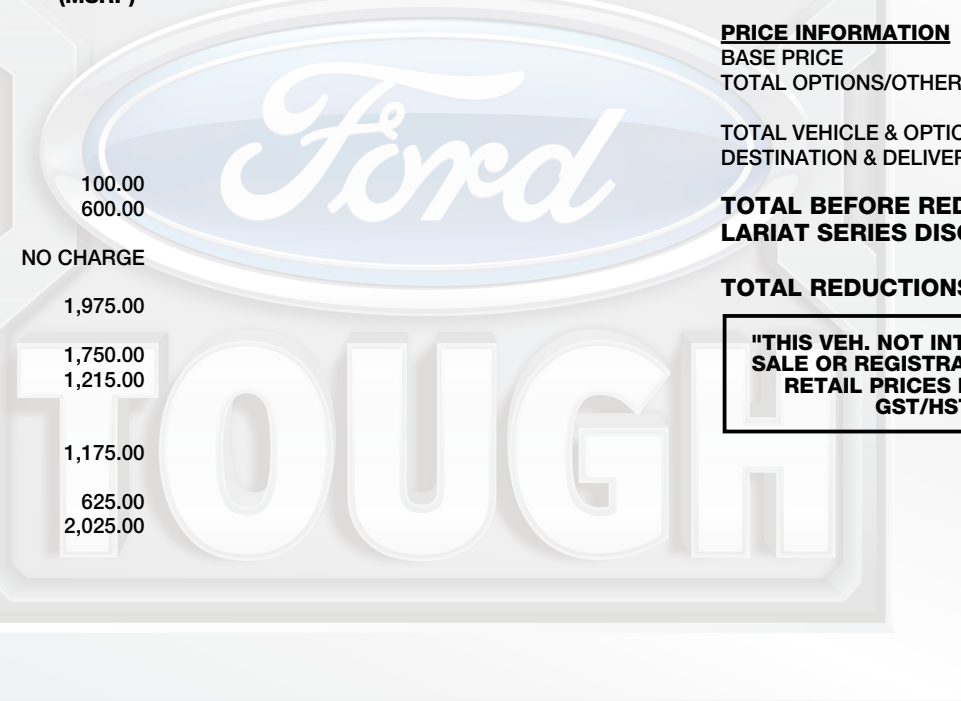 (MSRP)
100.00
600.00
NO CHARGE
1,975.00
1,750.00
1,215.00
1,175.00
625.00
2,025.00
Ford
TOUGH
PRICE INFORMATION
BASE PRICE
TOTAL OPTIONS/OTHER
TOTAL VEHICLE & OPTIO
DESTINATION & DELIVER
TOTAL BEFORE RED
LARIAT SERIES DISC
TOTAL REDUCTIONS
"THIS VEH. NOT INT
SALE OR REGISTRA
RETAIL PRICES
GST/HST